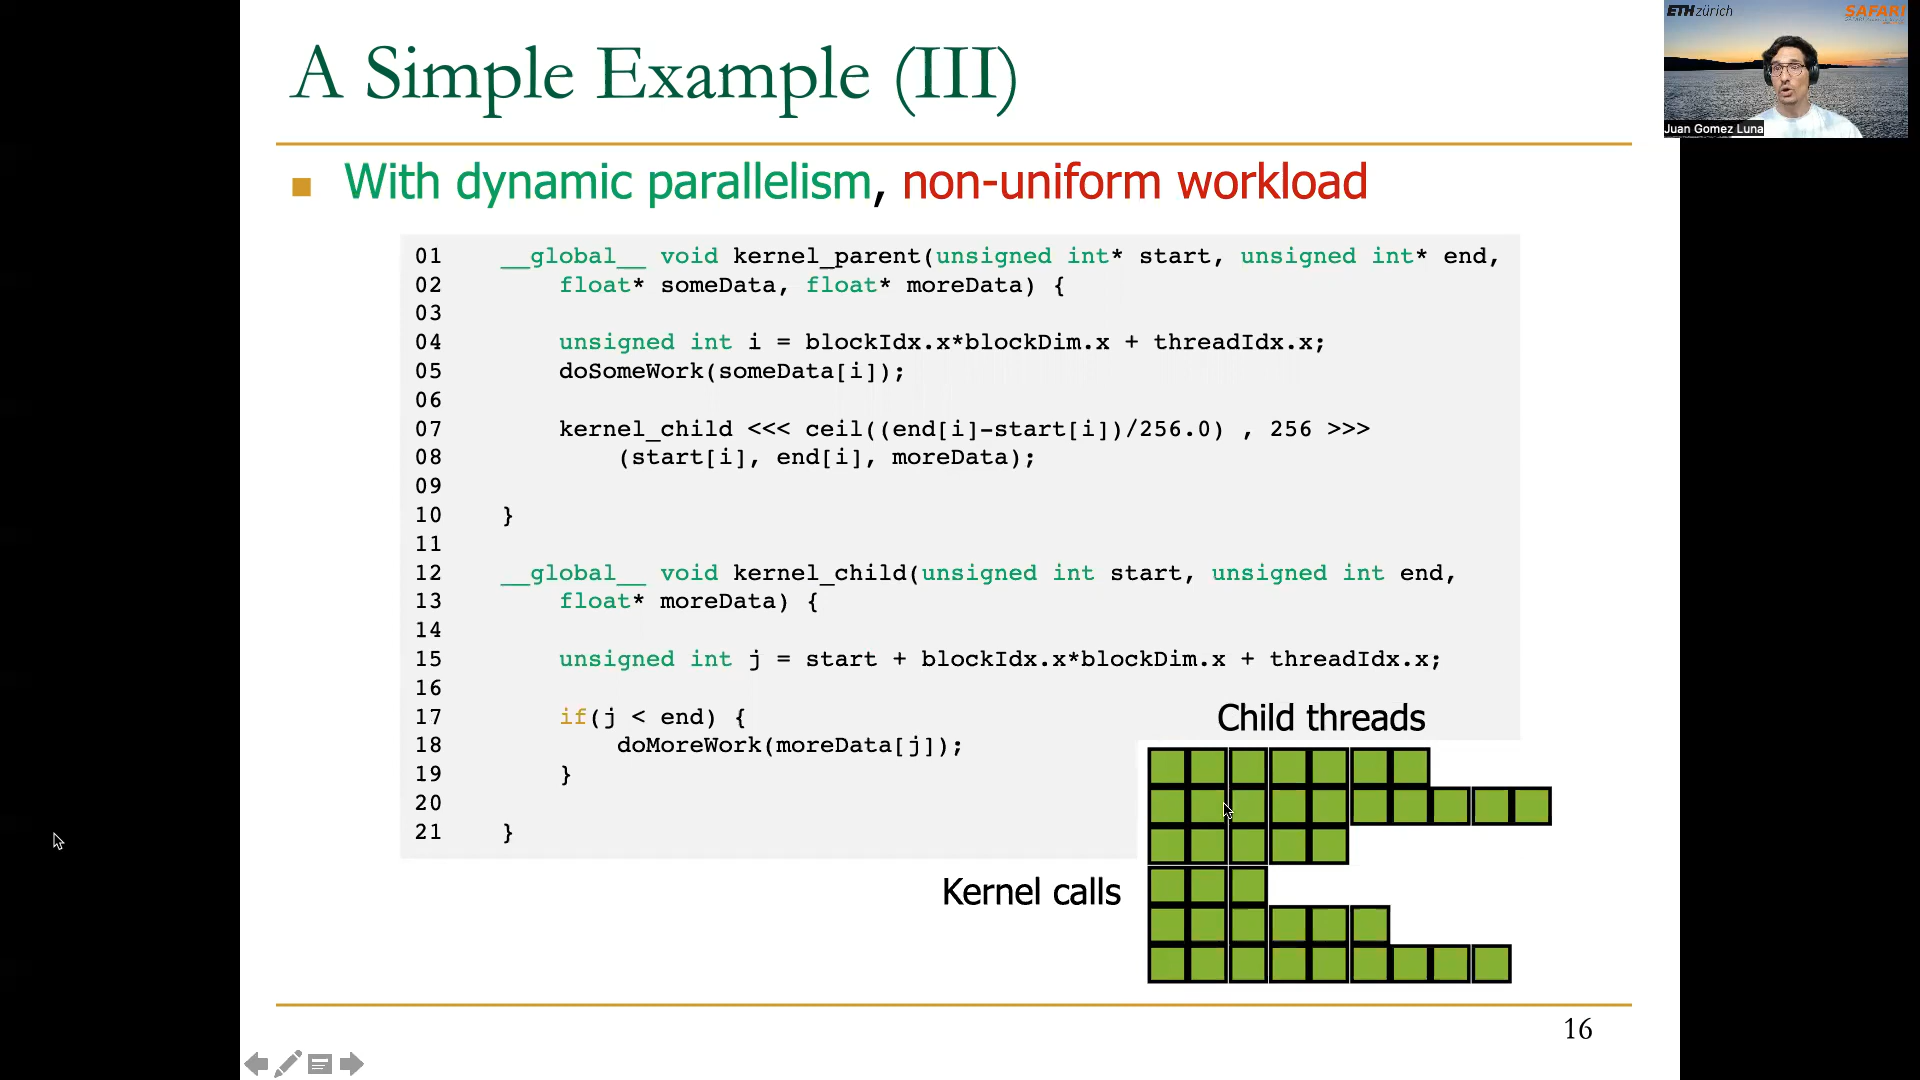 A Simple Example (III)
ETH zürich
SAFARI
Juan Gomez Luna
With dynamic parallelism, non-uniform workload
01 __global__ void kernel_parent(unsigned int* start, unsigned int* end,
02 float* someData, float* moreData) {
03
04 unsigned int i = blockIdx.x*blockDim.x + threadIdx.x;
05 doSomeWork(someData[i]);
06
07 kernel_child <<< ceil((end[i]-start[i])/256.0) , 256 >>>
08 (start[i], end[i], moreData);
09
10 }
11
12 __global__ void kernel_child(unsigned int start, unsigned int end,
13 float* moreData) {
14
15 unsigned int j = start + blockIdx.x*blockDim.x + threadIdx.x;
16
17 if(j < end) {
18 doMoreWork(moreData[j]);
19 }
20
21 }
Child threads
Kernel calls
16